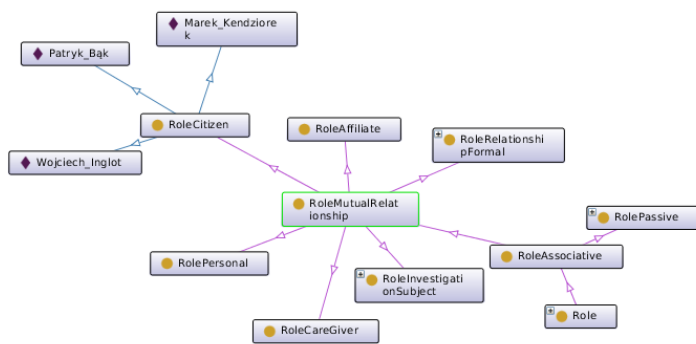 Marek_Kendziore
k
Patryk_Bąk
RoleCitizen
RoleAffiliate
RoleRelationshi
pFormal
Wojciech_Inglot
RoleMutualRelat
ionship
RolePassive
RolePersonal
RoleAssociative
RoleInvestigati
onSubject
Role
RoleCareGiver